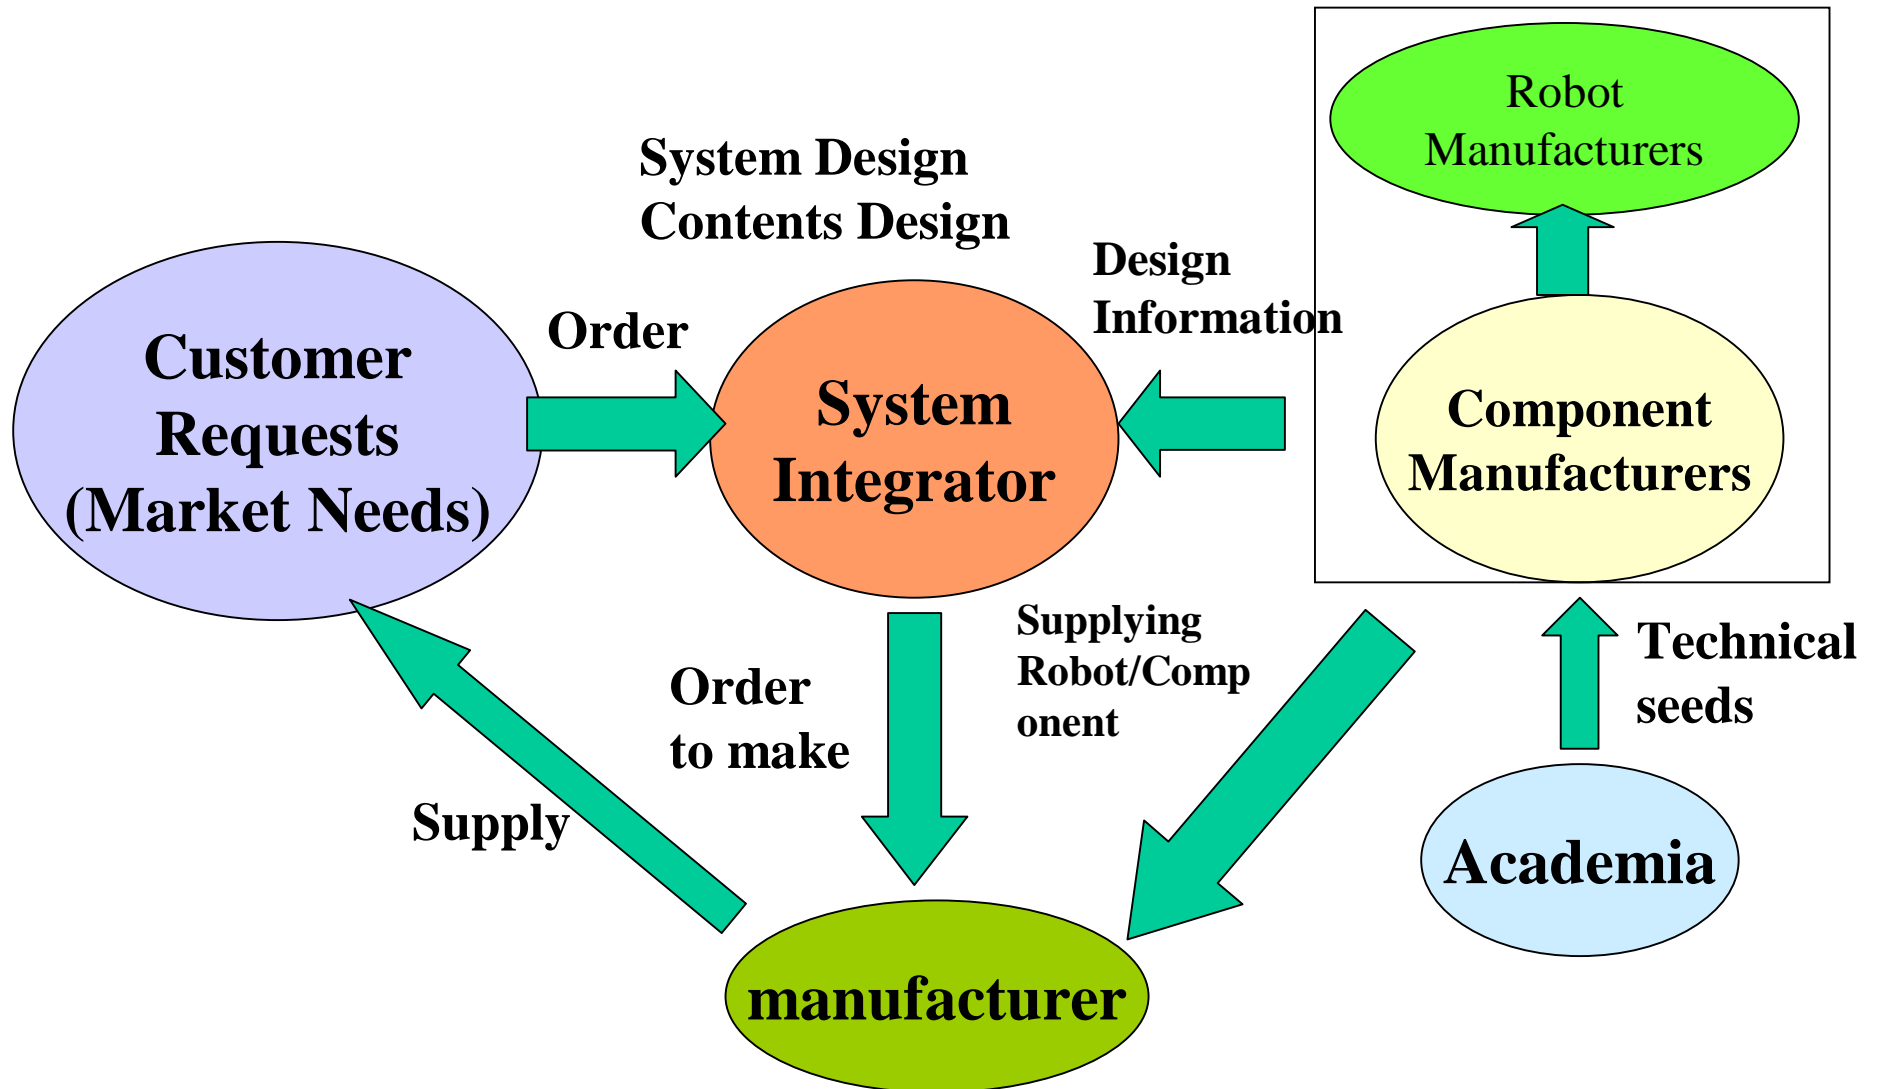 Robot
Manufacturers
System Design
Contents Design
Design
Information
Order
Customer
Requests
(Market Needs)
System
Integrator
Component
Manufacturers
Supplying
Robot/Comp
onent
Technical
seeds
Order
to make
Supply
Academia
manufacturer